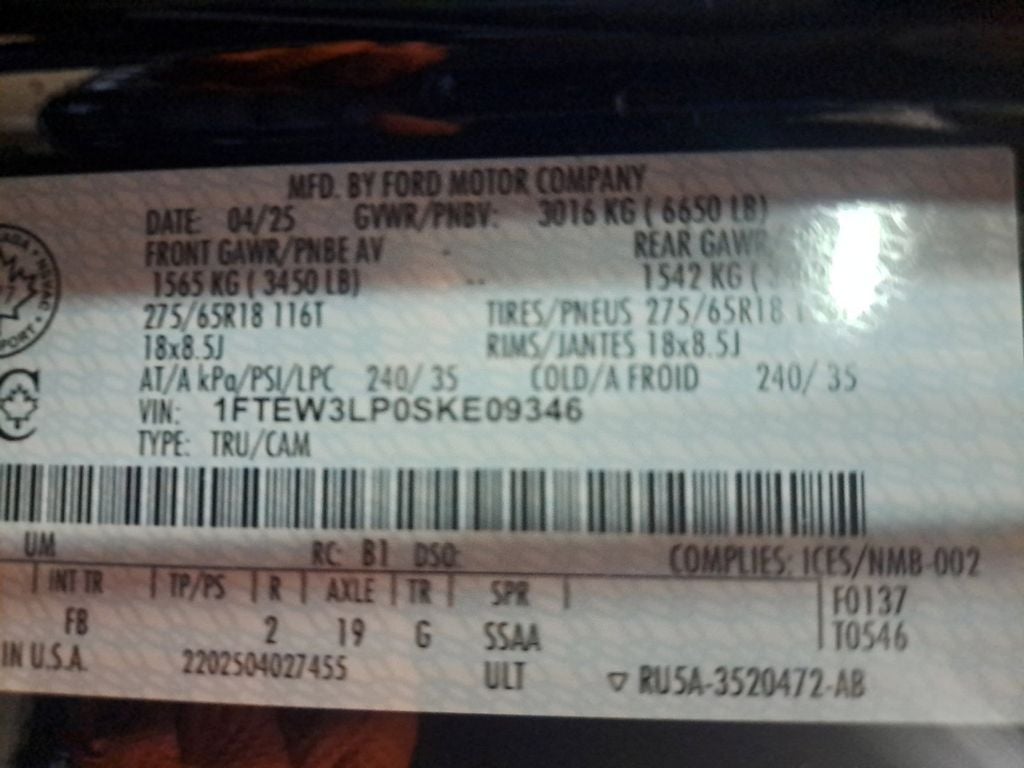 MFD. BY FORD MOTOR COMPANY
DATE: 04/25 GVWR/PNBV: 3016 KG ( 6650 LB)
FRONT GAWR/PNBE AV REAR GAWR
1565 KG ( 3450 LB) 1542 KG (
275/65R18 116T TIRES/PNEUS 275/65R18
18x8.5J RIMS/JANTES 18x8.5J
AT/A kPa/PSI/LPC 240/ 35 COLD/A FROID 240/ 35
VIN: 1FTEW3LP0SKE09346
TYPE: TRU/CAM
UM RC: B1 DSO: COMPLIES: ICES/NMB-002
INT TR TP/PS R AXLE TR SPR F0137
FB 2 19 G SSAA T0546
IN U.S.A. 2202504027455 ULT ▽ RU5A-3520472-AB